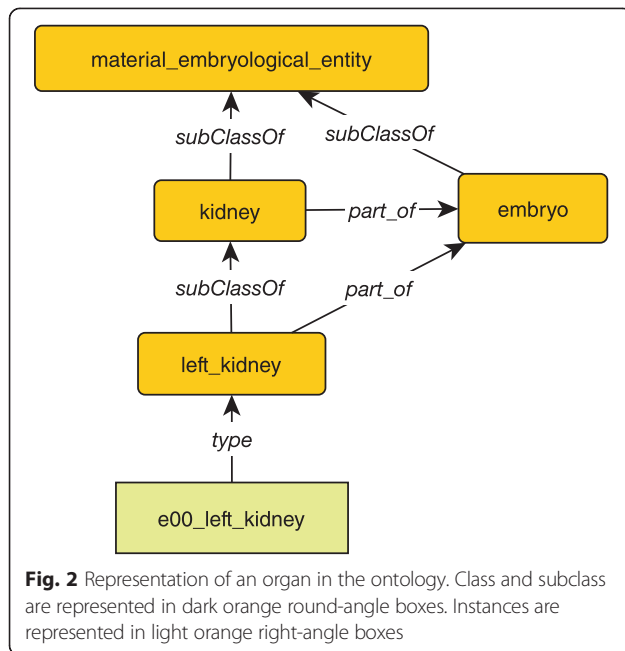 material_embryological_entity
subClassOf
subClassOf
kidney
part_of
embryo
subClassOf
part_of
left_kidney
type
e00_left_kidney
Fig. 2 Representation of an organ in the ontology. Class and subclass
are represented in dark orange round-angle boxes. Instances are
represented in light orange right-angle boxes